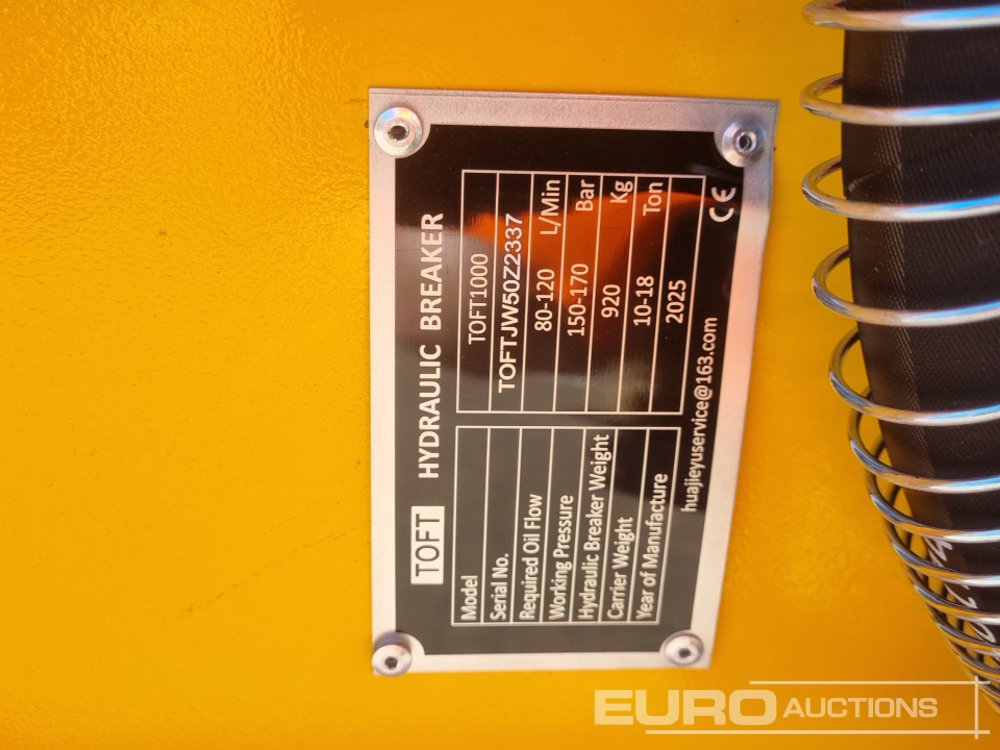 TOFT HYDRAULIC BREAKER
Model TOFT1000
Serial No. TOFTJW50Z2337
Required Oil Flow 80-120 L/Min
Working Pressure 150-170 Bar
Hydraulic Breaker Weight 920 Kg
Carrier Weight 10-18 Ton
Year of Manufacture 2025
huajieyuservice@163.com CE
EURO AUCTIONS